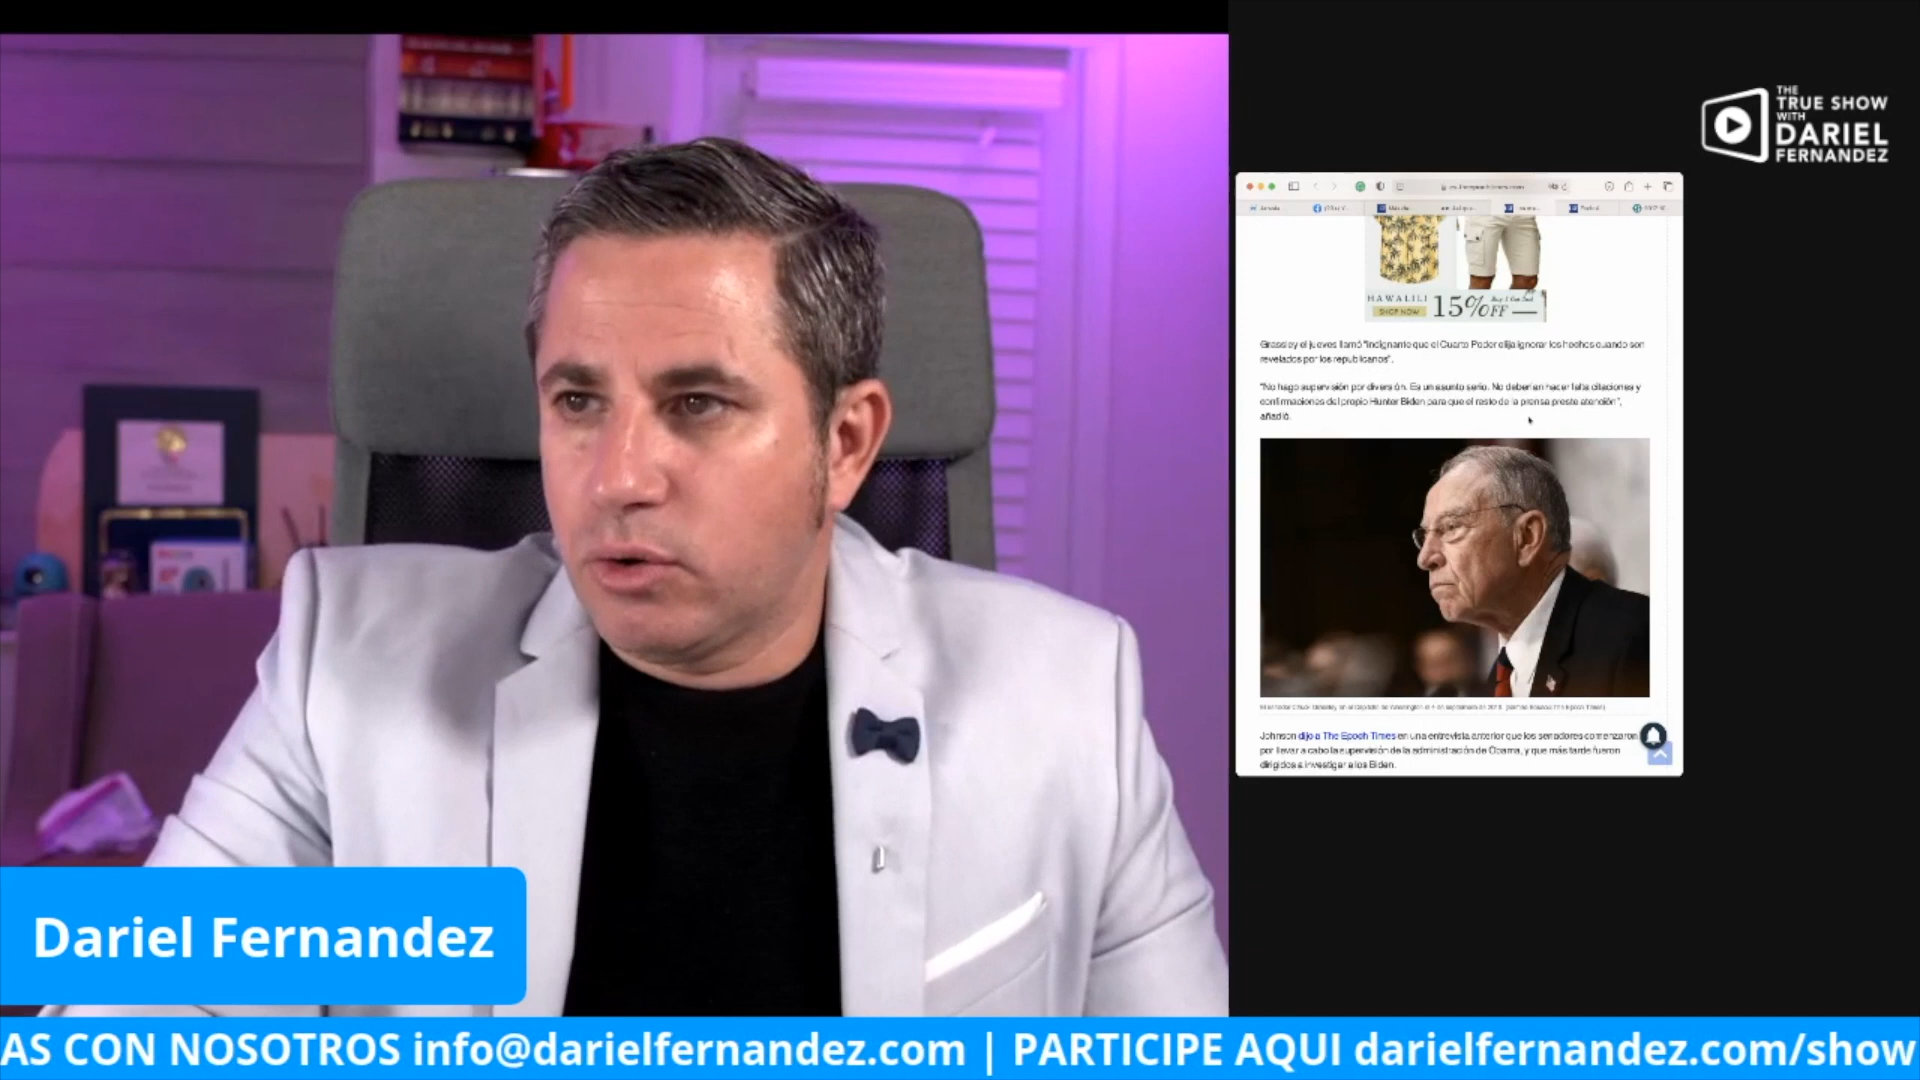 THE
TRUE SHOW
WITH
DARIEL
FERNANDEZ
HAWALILI
SHOP NOW
15% OFF
Grassley el jueves llamó "indignante que el Cuarto Poder elija ignorar los hechos cuando son
revelados por los republicanos".
"No hago supervisión por diversión. Es un asunto serio. No deberían hacer falta citaciones y
confirmaciones del propio Hunter Biden para que el resto de la prensa preste atención",
añadió.
Johnson dijo a The Epoch Times en una entrevista anterior que los senadores comenzaron
por llevar a cabo la supervisión de la administración de Obama, y que más tarde fueron
dirigidos a investigar a los Biden.
Dariel Fernandez
AS CON NOSOTROS info@darielfernandez.com | PARTICIPE AQUI darielfernandez.com/show